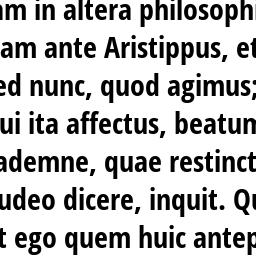 am in altera philosophi
am ante Aristippus, et
ed nunc, quod agimus;
ui ita affectus, beatum
ademne, quae restinct
udeo dicere, inquit. Qu
t ego quem huic antep